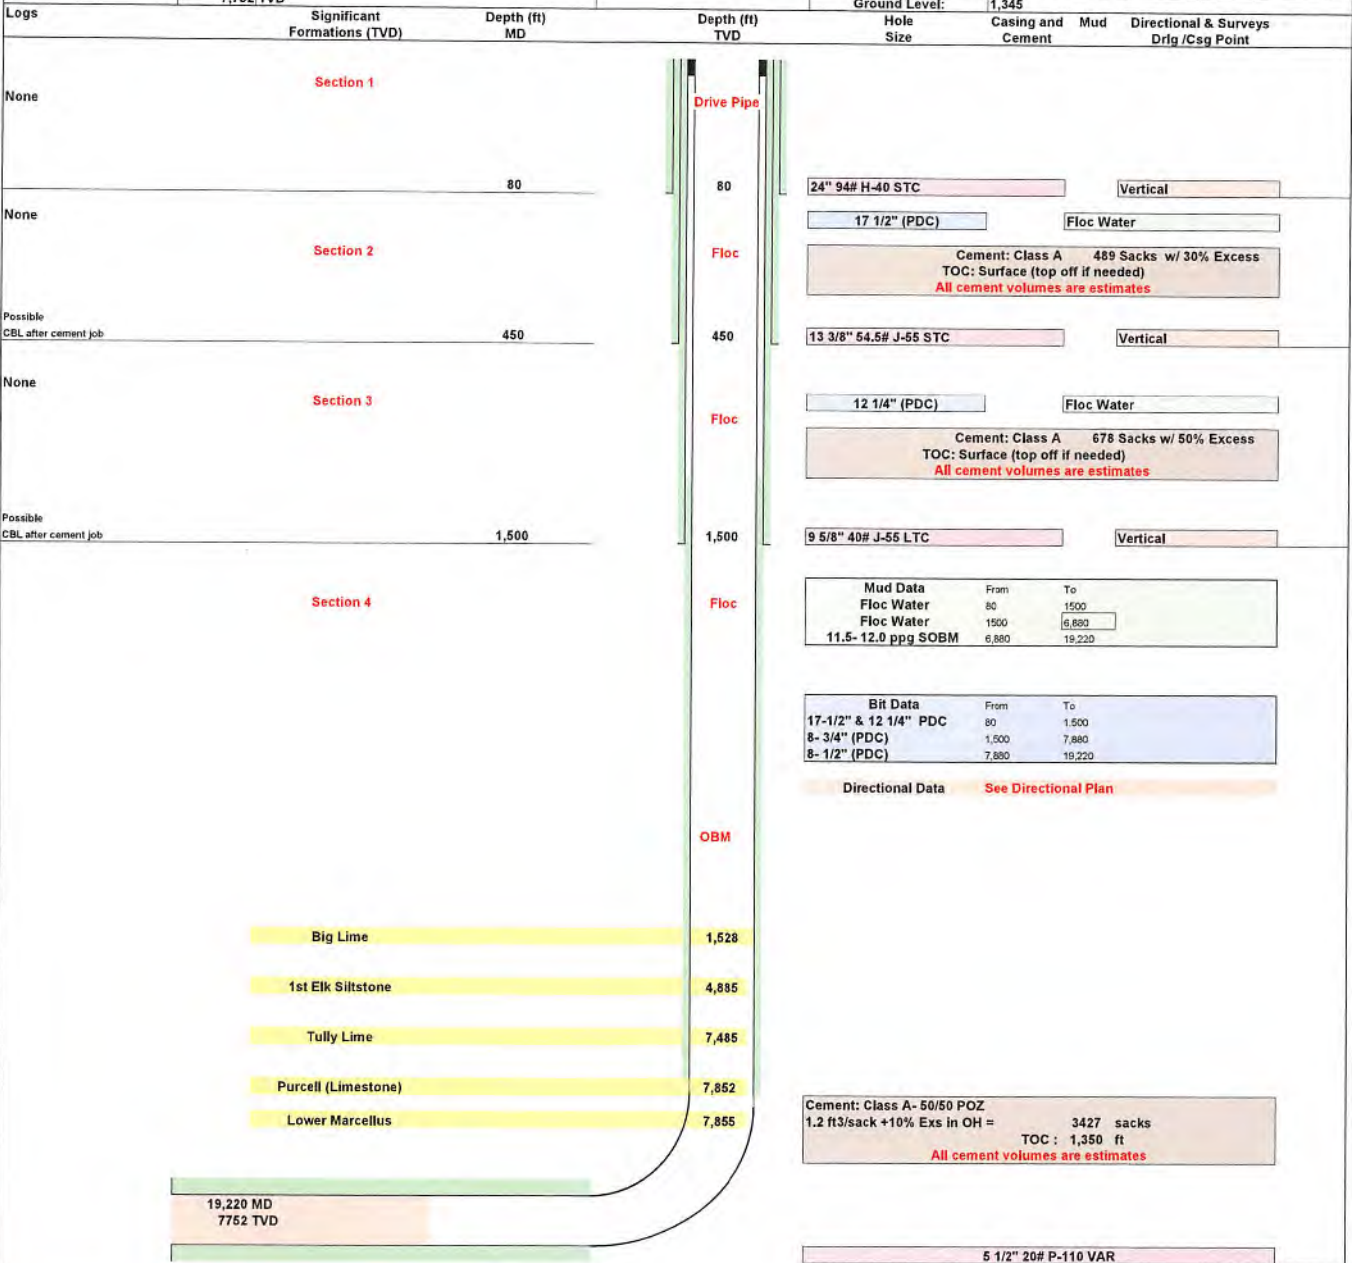 7,752 TVD
Ground Level: 1,345
Logs Significant Formations (TVD) Depth (ft) MD Depth (ft) TVD Hole Size Casing and Cement Mud Directional & Surveys Drlg /Csg Point
Section 1
None
Drive Pipe
80 80 24" 94# H-40 STC Vertical
None
17 1/2" (PDC) Floc Water
Section 2 Floc
Cement: Class A 489 Sacks w/ 30% Excess
TOC: Surface (top off if needed)
All cement volumes are estimates
Possible
CBL after cement job 450 450 13 3/8" 54.5# J-55 STC Vertical
None
Section 3
12 1/4" (PDC) Floc Water
Floc
Cement: Class A 678 Sacks w/ 50% Excess
TOC: Surface (top off if needed)
All cement volumes are estimates
Possible
CBL after cement job 1,500 1,500 9 5/8" 40# J-55 LTC Vertical
Section 4 Floc
Mud Data From To
Floc Water 80 1500
Floc Water 1500 6,880
11.5- 12.0 ppg SOBM 6,880 19,220
Bit Data From To
17-1/2" & 12 1/4" PDC 80 1.500
8- 3/4" (PDC) 1,500 7,880
8- 1/2" (PDC) 7,880 19,220
Directional Data See Directional Plan
OBM
Big Lime 1,528
1st Elk Siltstone 4,885
Tully Lime 7,485
Purcell (Limestone) 7,852
Lower Marcellus 7,855
Cement: Class A- 50/50 POZ
1.2 ft3/sack +10% Exs in OH = 3427 sacks
TOC : 1,350 ft
All cement volumes are estimates
19,220 MD
7752 TVD
5 1/2" 20# P-110 VAR